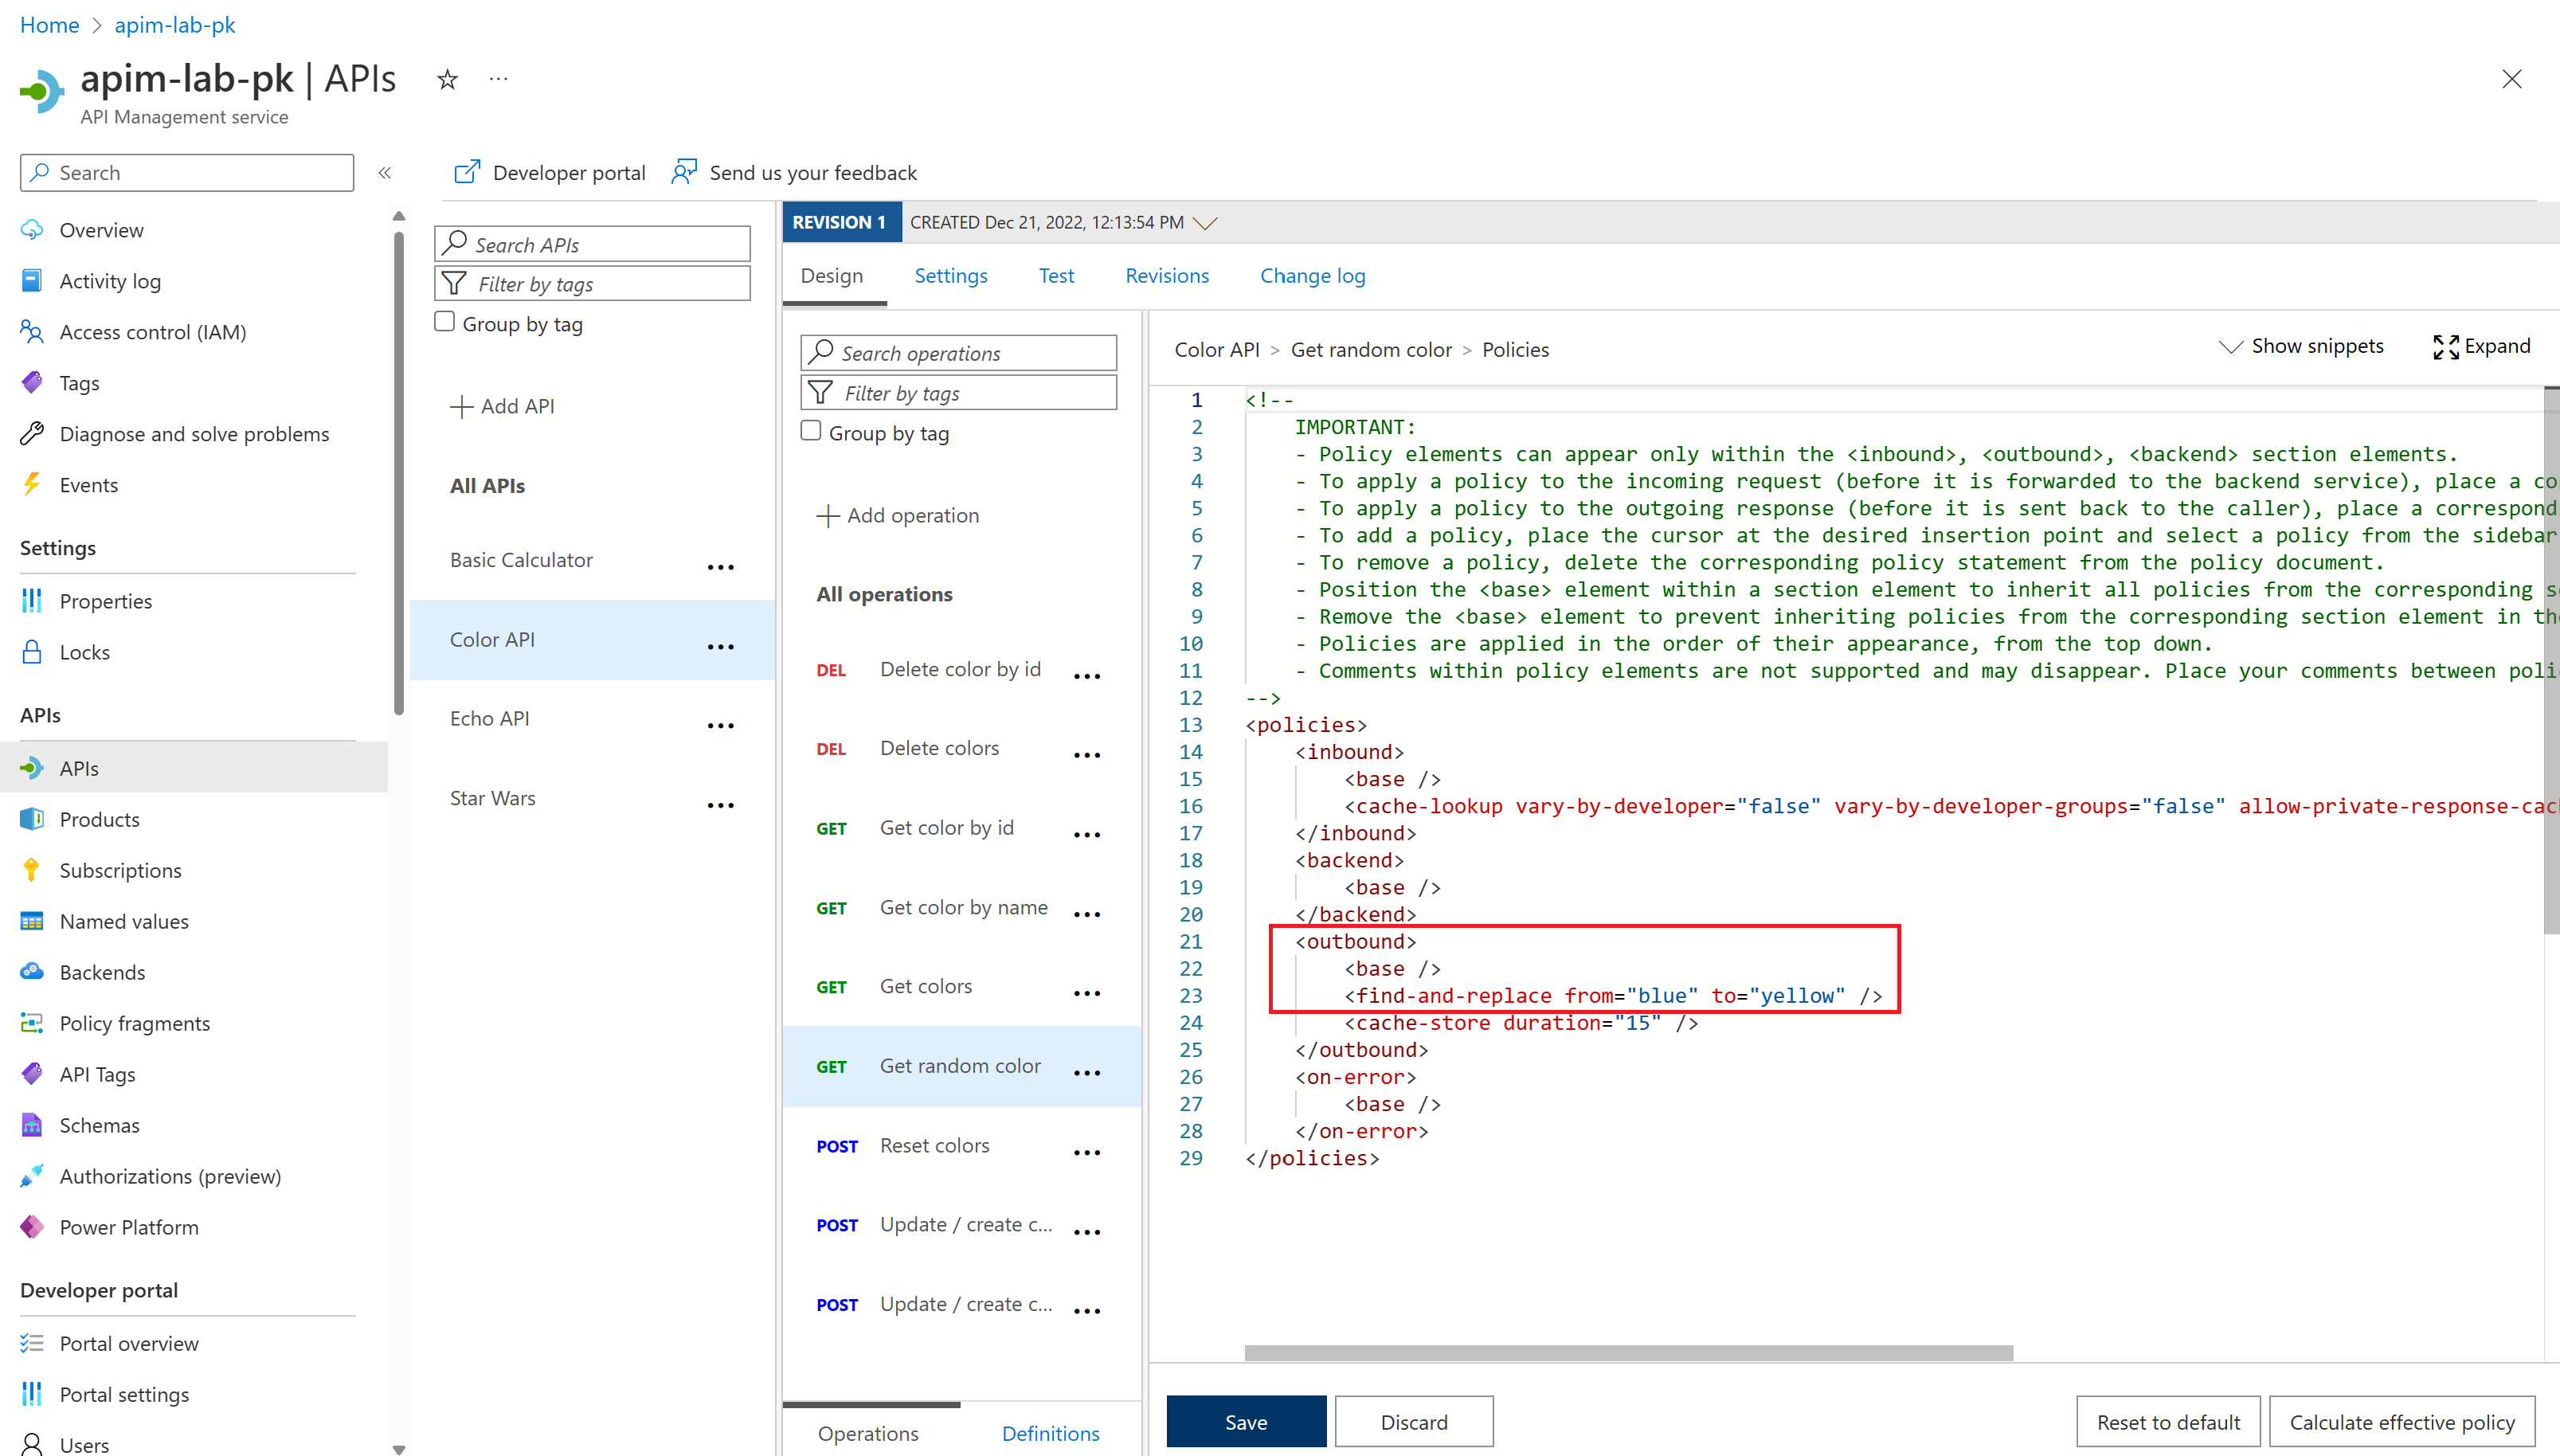 Home > apim-lab-pk
apim-lab-pk | APIs
API Management service
Search
Overview
Activity log
Access control (IAM)
Tags
Diagnose and solve problems
Events
Settings
Properties
Locks
APIs
APIs
Products
Subscriptions
Named values
Backends
Policy fragments
API Tags
Schemas
Authorizations (preview)
Power Platform
Developer portal
Portal overview
Portal settings
Users
Developer portal
Send us your feedback
Search APIs
Filter by tags
Group by tag
Add API
All APIs
Basic Calculator
Color API
Echo API
Star Wars
REVISION 1 CREATED Dec 21, 2022, 12:13:54 PM
Design Settings Test Revisions Change log
Search operations
Filter by tags
Group by tag
Add operation
All operations
DEL Delete color by id
DEL Delete colors
GET Get color by id
GET Get color by name
GET Get colors
GET Get random color
POST Reset colors
POST Update / create c...
POST Update / create c...
Operations Definitions
Color API > Get random color > Policies
Show snippets Expand
1 <!--
2 IMPORTANT:
3 - Policy elements can appear only within the <inbound>, <outbound>, <backend> section elements.
4 - To apply a policy to the incoming request (before it is forwarded to the backend service), place a co
5 - To apply a policy to the outgoing response (before it is sent back to the caller), place a correspond
6 - To add a policy, place the cursor at the desired insertion point and select a policy from the sidebar
7 - To remove a policy, delete the corresponding policy statement from the policy document.
8 - Position the <base> element within a section element to inherit all policies from the corresponding s
9 - Remove the <base> element to prevent inheriting policies from the corresponding section element in th
10 - Policies are applied in the order of their appearance, from the top down.
11 - Comments within policy elements are not supported and may disappear. Place your comments between poli
12 -->
13 <policies>
14 <inbound>
15 <base />
16 <cache-lookup vary-by-developer="false" vary-by-developer-groups="false" allow-private-response-cac
17 </inbound>
18 <backend>
19 <base />
20 </backend>
21 <outbound>
22 <base />
23 <find-and-replace from="blue" to="yellow" />
24 <cache-store duration="15" />
25 </outbound>
26 <on-error>
27 <base />
28 </on-error>
29 </policies>
Save Discard Reset to default Calculate effective policy